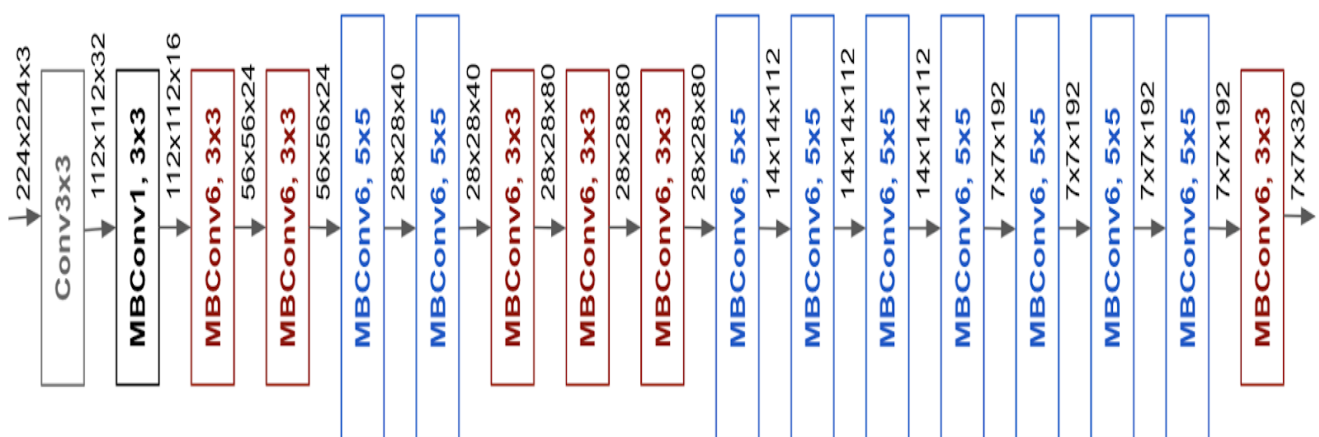 224x224x3
Conv3x3
112x112x32
MBConv1, 3x3
112x112x16
MBConv6, 3x3
56x56x24
MBConv6, 3x3
56x56x24
MBConv6, 5x5
28x28x40
MBConv6, 5x5
28x28x40
MBConv6, 3x3
28x28x80
MBConv6, 3x3
28x28x80
MBConv6, 3x3
28x28x80
MBConv6, 5x5
14x14x112
MBConv6, 5x5
14x14x112
MBConv6, 5x5
14x14x112
MBConv6, 5x5
7x7x192
MBConv6, 5x5
7x7x192
MBConv6, 5x5
7x7x192
MBConv6, 5x5
7x7x192
MBConv6, 3x3
7x7x320